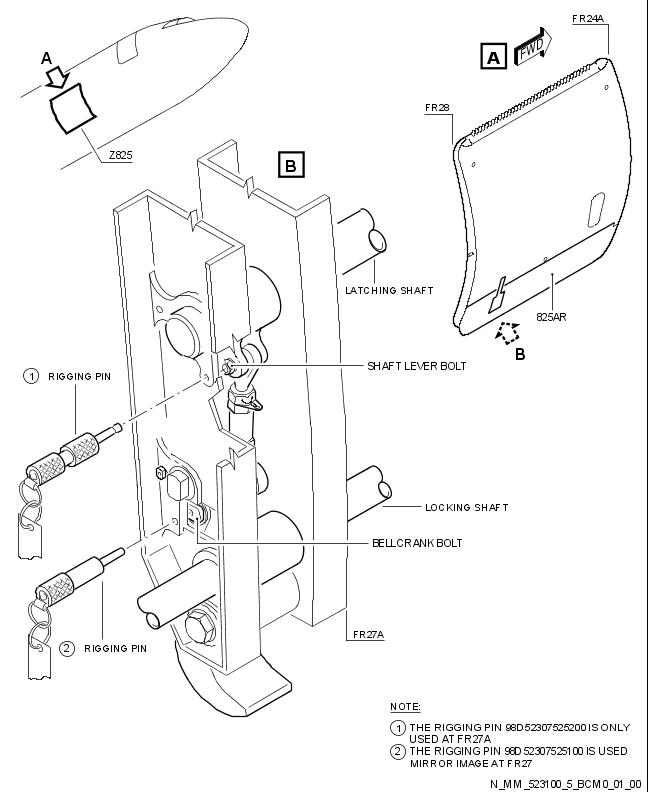 FR24A
A
A
FWD
FR28
Z825
B
LATCHING SHAFT
825AR
B
SHAFT LEVER BOLT
1 RIGGING PIN
LOCKING SHAFT
BELLCRANK BOLT
FR27A
2 RIGGING PIN
NOTE:
1 THE RIGGING PIN 98D52307525200 IS ONLY
USED AT FR27A
2 THE RIGGING PIN 98D52307525100 IS USED
MIRROR IMAGE AT FR27
N_MM_523100_5_BCM0_01_00